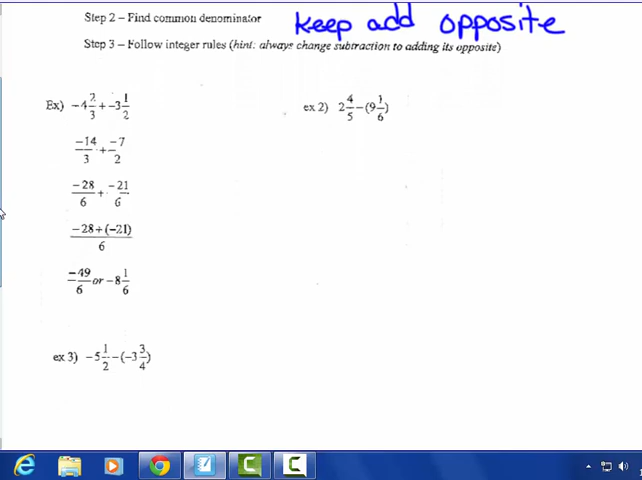 Step 2 – Find common denominator
keep add opposite
Step 3 – Follow integer rules (hint: always change subtraction to adding its opposite)
Ex) -4 2/3 + -3 1/2
ex 2) 2 4/5 - (9 1/6)
-14/3 + -7/2
-28/6 + -21/6
-28+(-21)/6
-49/6 or -8 1/6
ex 3) -5 1/2 - (-3 3/4)